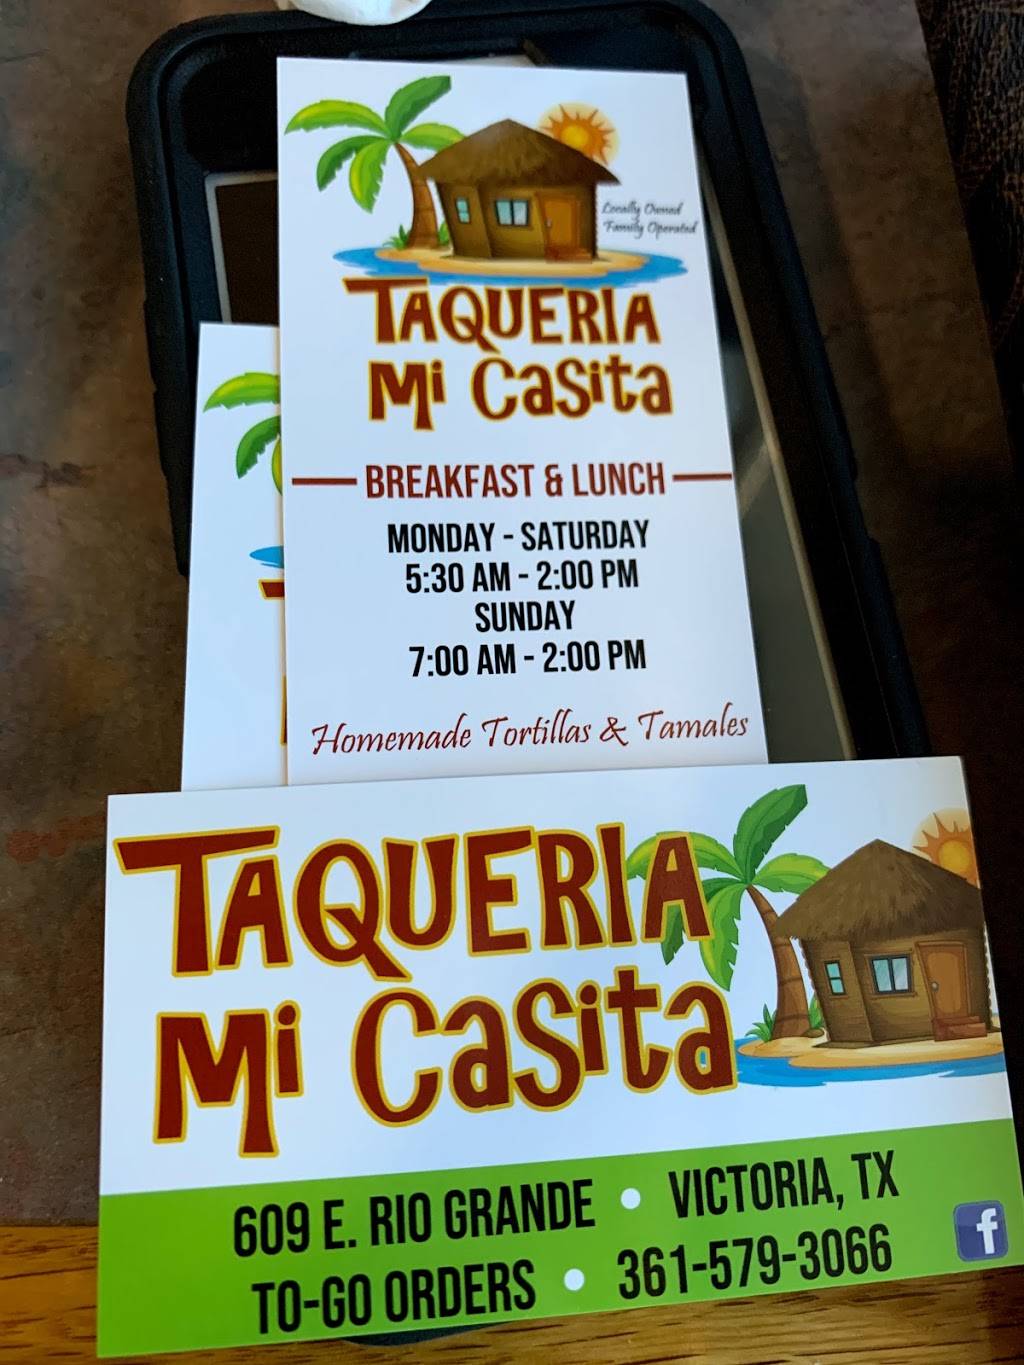 Locally Owned
Family Operated
TAQUERIA
Mi Casita
BREAKFAST & LUNCH
MONDAY - SATURDAY
5:30 AM - 2:00 PM
SUNDAY
7:00 AM - 2:00 PM
Homemade Tortillas & Tamales
TAQUERIA
Mi Casita
609 E. RIO GRANDE • VICTORIA, TX
TO-GO ORDERS • 361-579-3066
f